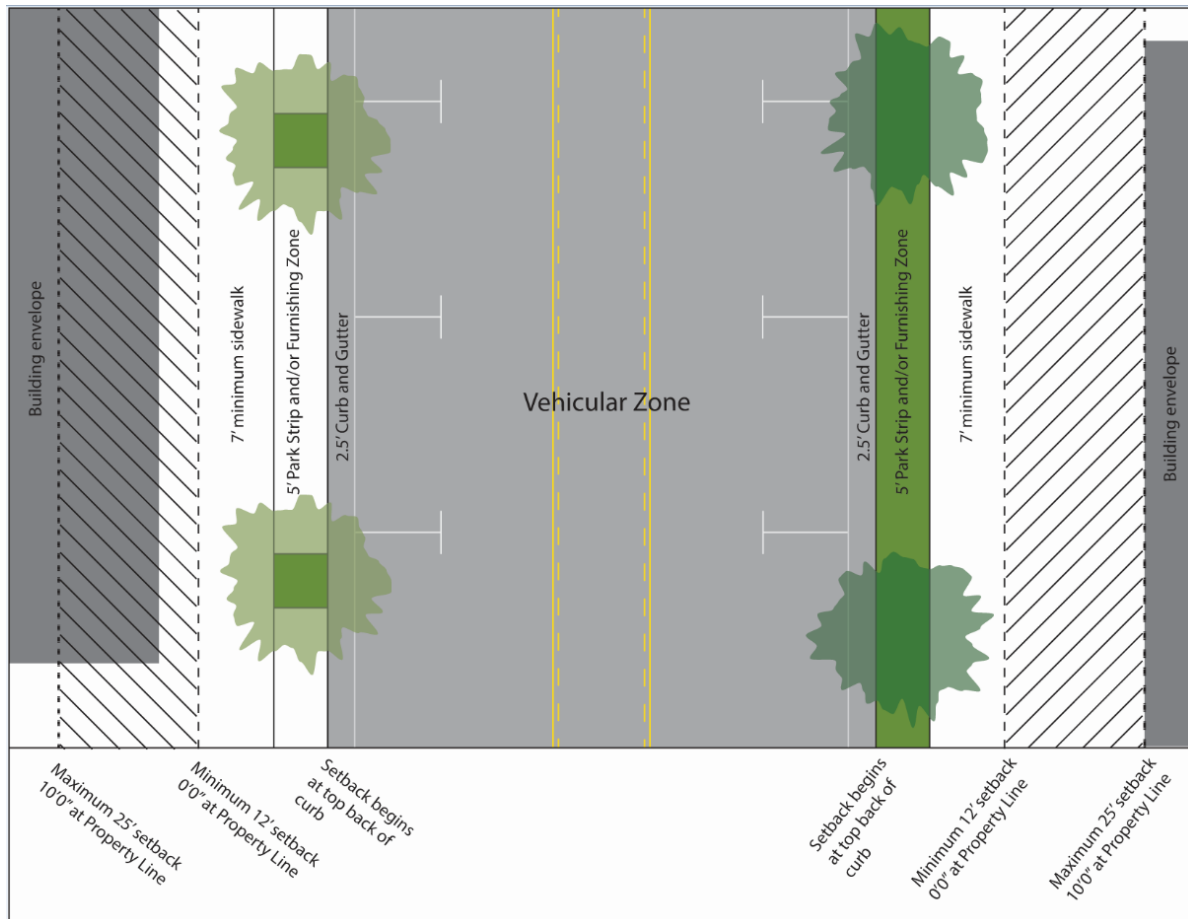 Building envelope
7’ minimum sidewalk
5’ Park Strip and/or Furnishing Zone
2.5’ Curb and Gutter
Vehicular Zone
2.5’ Curb and Gutter
5’ Park Strip and/or Furnishing Zone
7’ minimum sidewalk
Building envelope
Maximum 25’ setback
10’0” at Property Line
Minimum 12’ setback
0’0” at Property Line
Setback begins
at top back of
curb
Setback begins
at top back of
curb
Minimum 12’ setback
0’0” at Property Line
Maximum 25’ setback
10’0” at Property Line